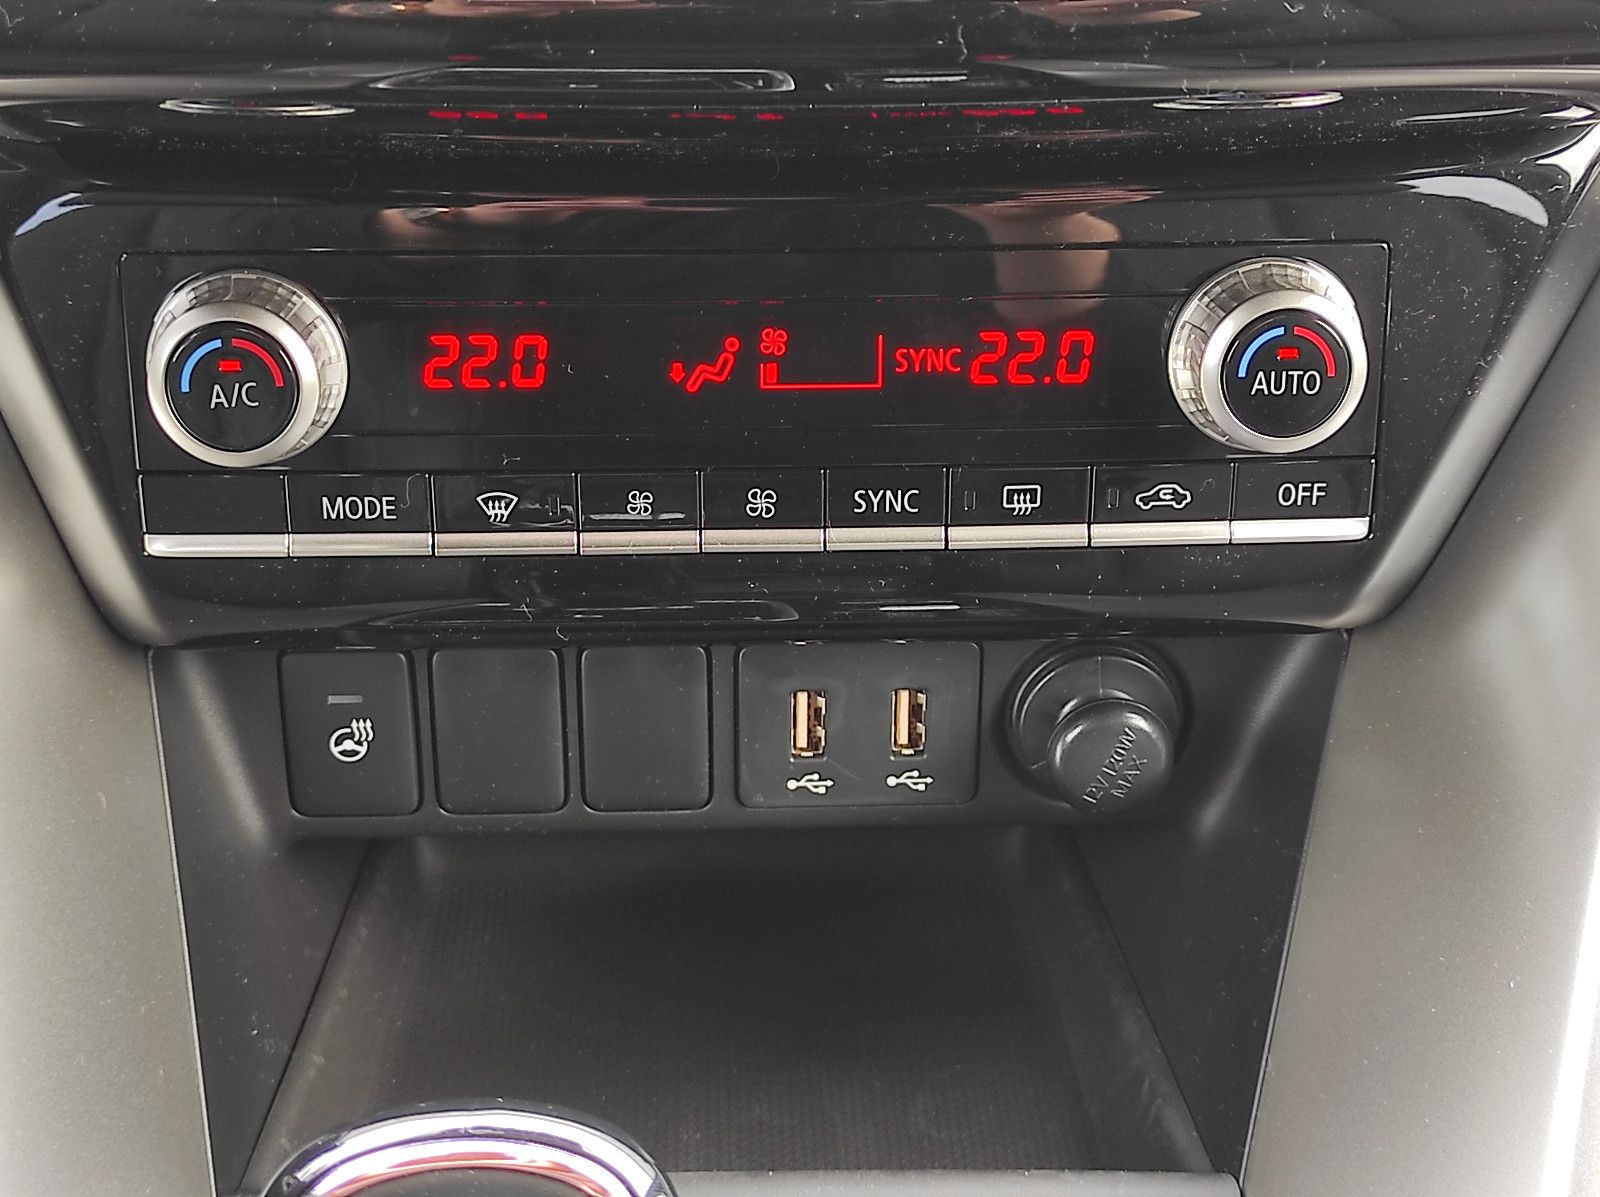 22.0 SYNC 22.0
A/C AUTO
MODE SYNC OFF
12V 120W
MAX